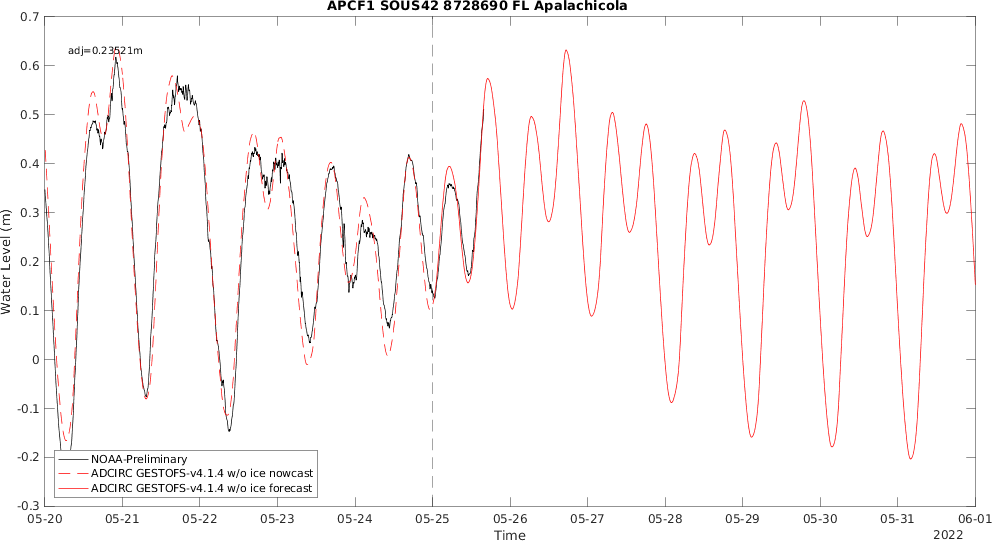 APCF1 SOUS42 8728690 FL Apalachicola
0.7
adj=0.23521m
0.6
0.5
0.4
0.3
0.2
0.1
0
-0.1
-0.2
-0.3
Water Level (m)
NOAA-Preliminary
ADCIRC GESTOFS-v4.1.4 w/o ice nowcast
ADCIRC GESTOFS-v4.1.4 w/o ice forecast
05-20 05-21 05-22 05-23 05-24 05-25 05-26 05-27 05-28 05-29 05-30 05-31 06-01
Time
2022